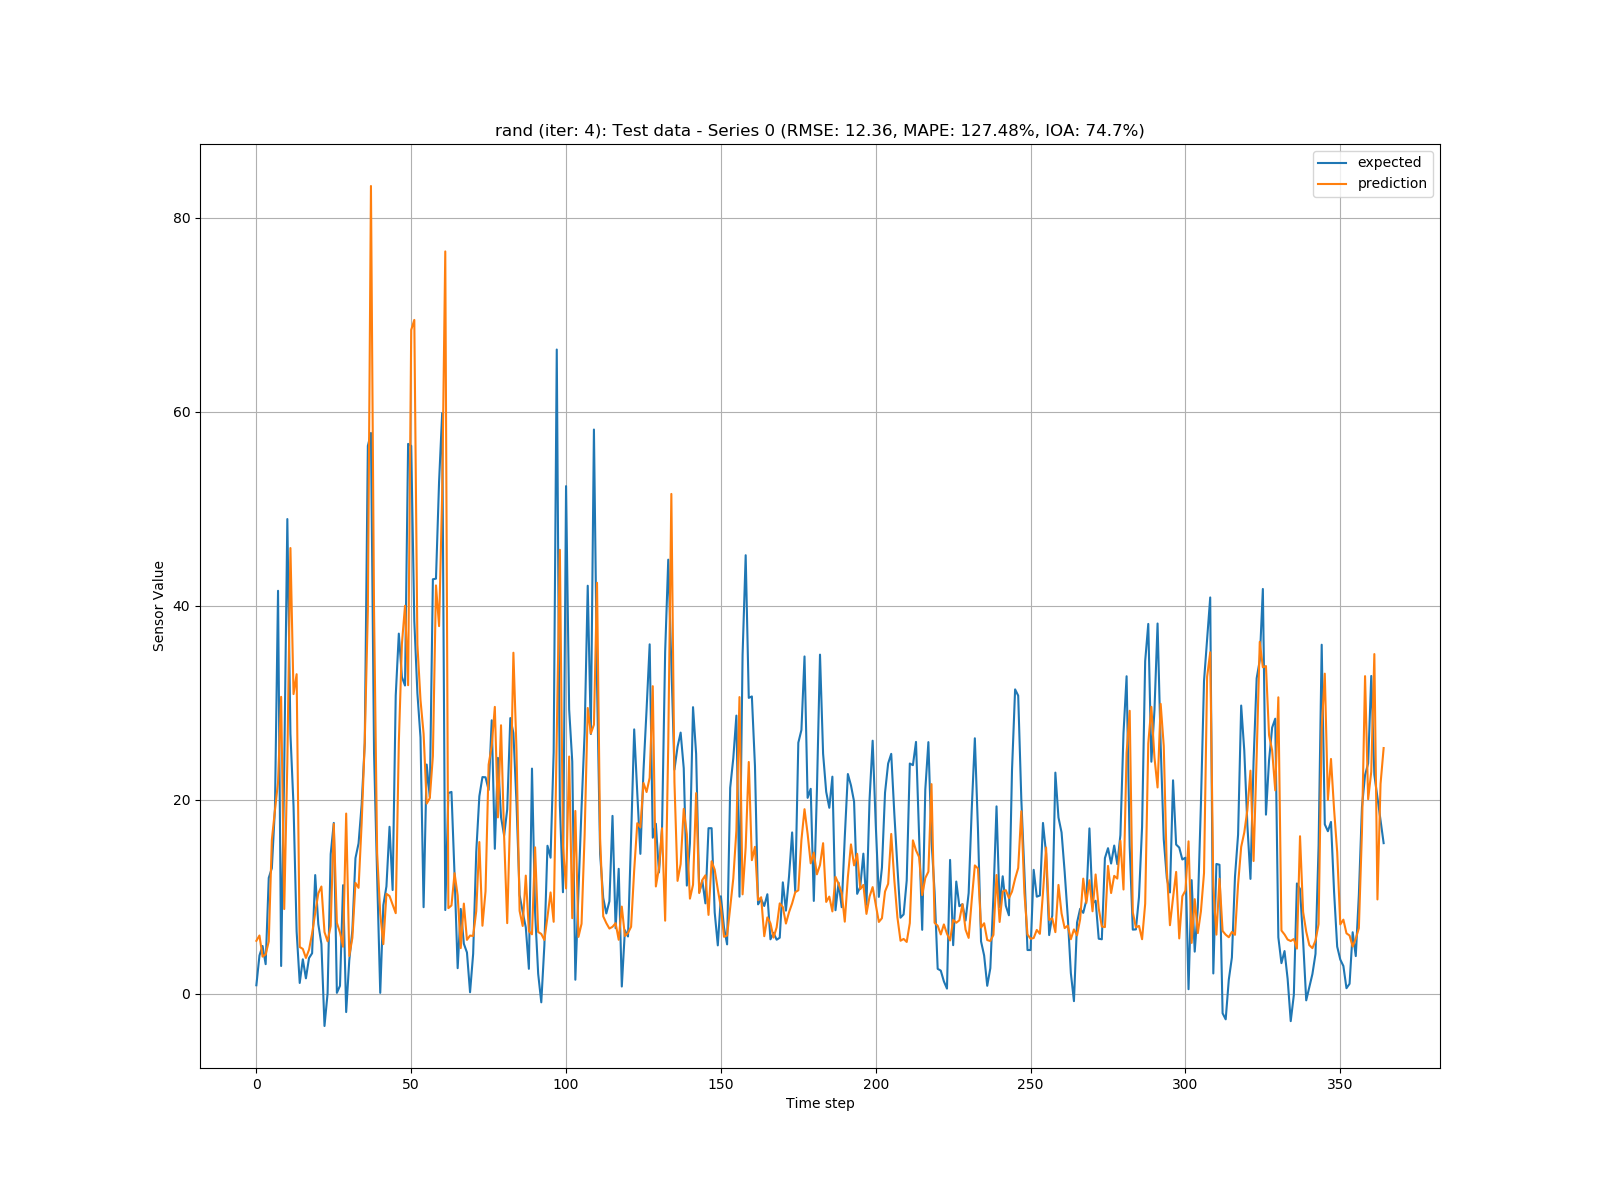 rand (iter: 4): Test data - Series 0 (RMSE: 12.36, MAPE: 127.48%, IOA: 74.7%)
expected
prediction
80
60
40
20
0
Sensor Value
0 50 100 150 200 250 300 350
Time step